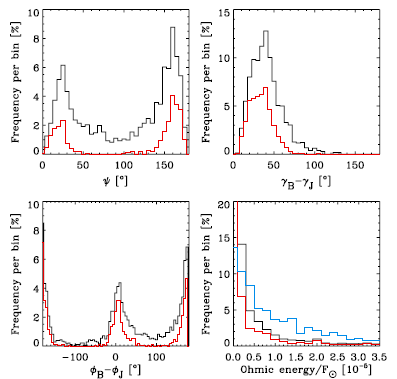 Frequency per bin [%]
10
8
6
4
2
0
0 50 100 150
ψ [°]
Frequency per bin [%]
15
10
5
0
0 50 100 150
γB−γJ [°]
Frequency per bin [%]
10
8
6
4
2
0
−100 0 100
ϕB−ϕJ [°]
Frequency per bin [%]
20
15
10
5
0
0.0 0.5 1.0 1.5 2.0 2.5 3.0 3.5
Ohmic energy/F⊙ [10−6]